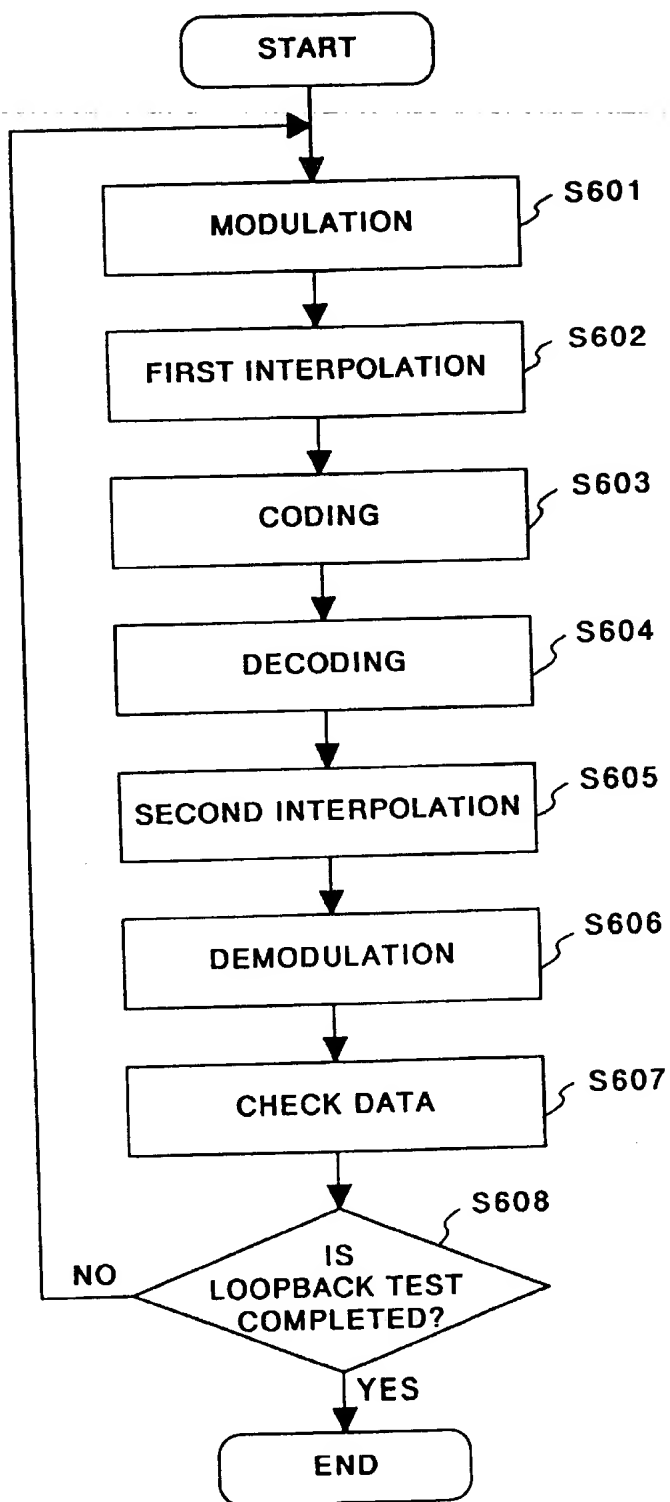 START
MODULATION
S601
FIRST INTERPOLATION
S602
CODING
S603
DECODING
S604
SECOND INTERPOLATION
S605
DEMODULATION
S606
CHECK DATA
S607
S608
IS
LOOPBACK TEST
COMPLETED?
NO
YES
END